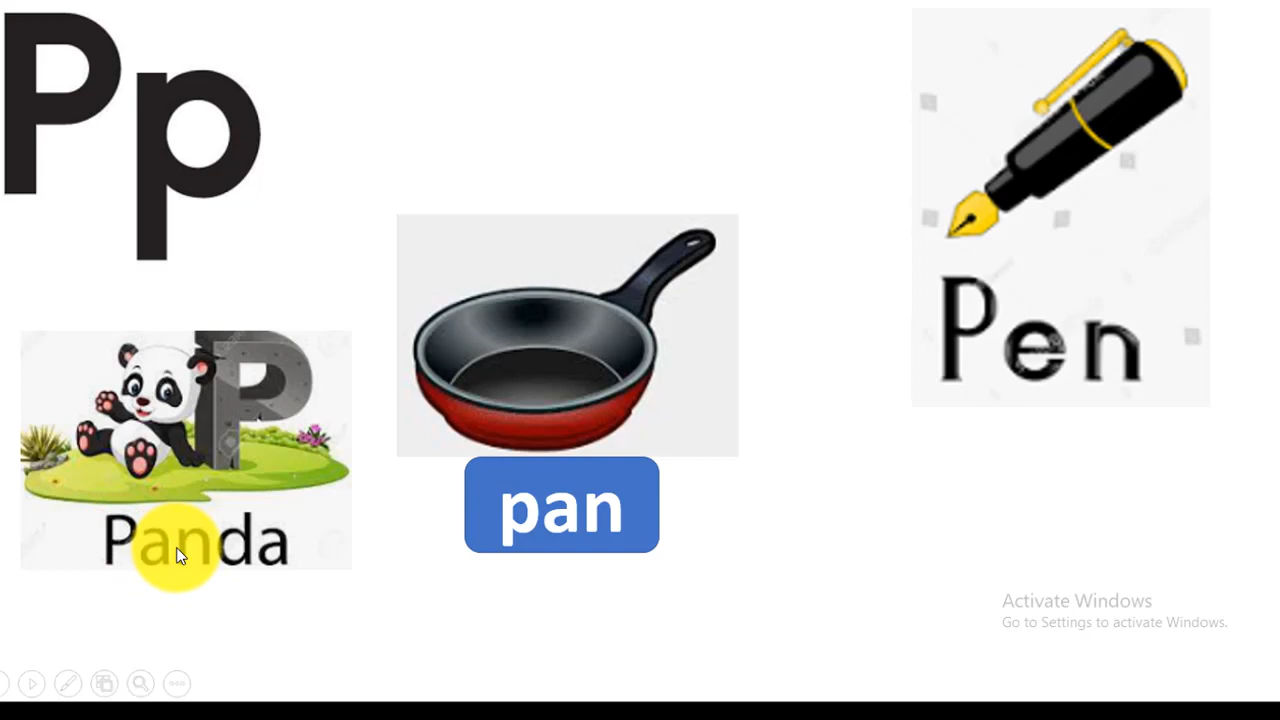 Pp
P
Panda
pan
Pen
Activate Windows
Go to Settings to activate Windows.